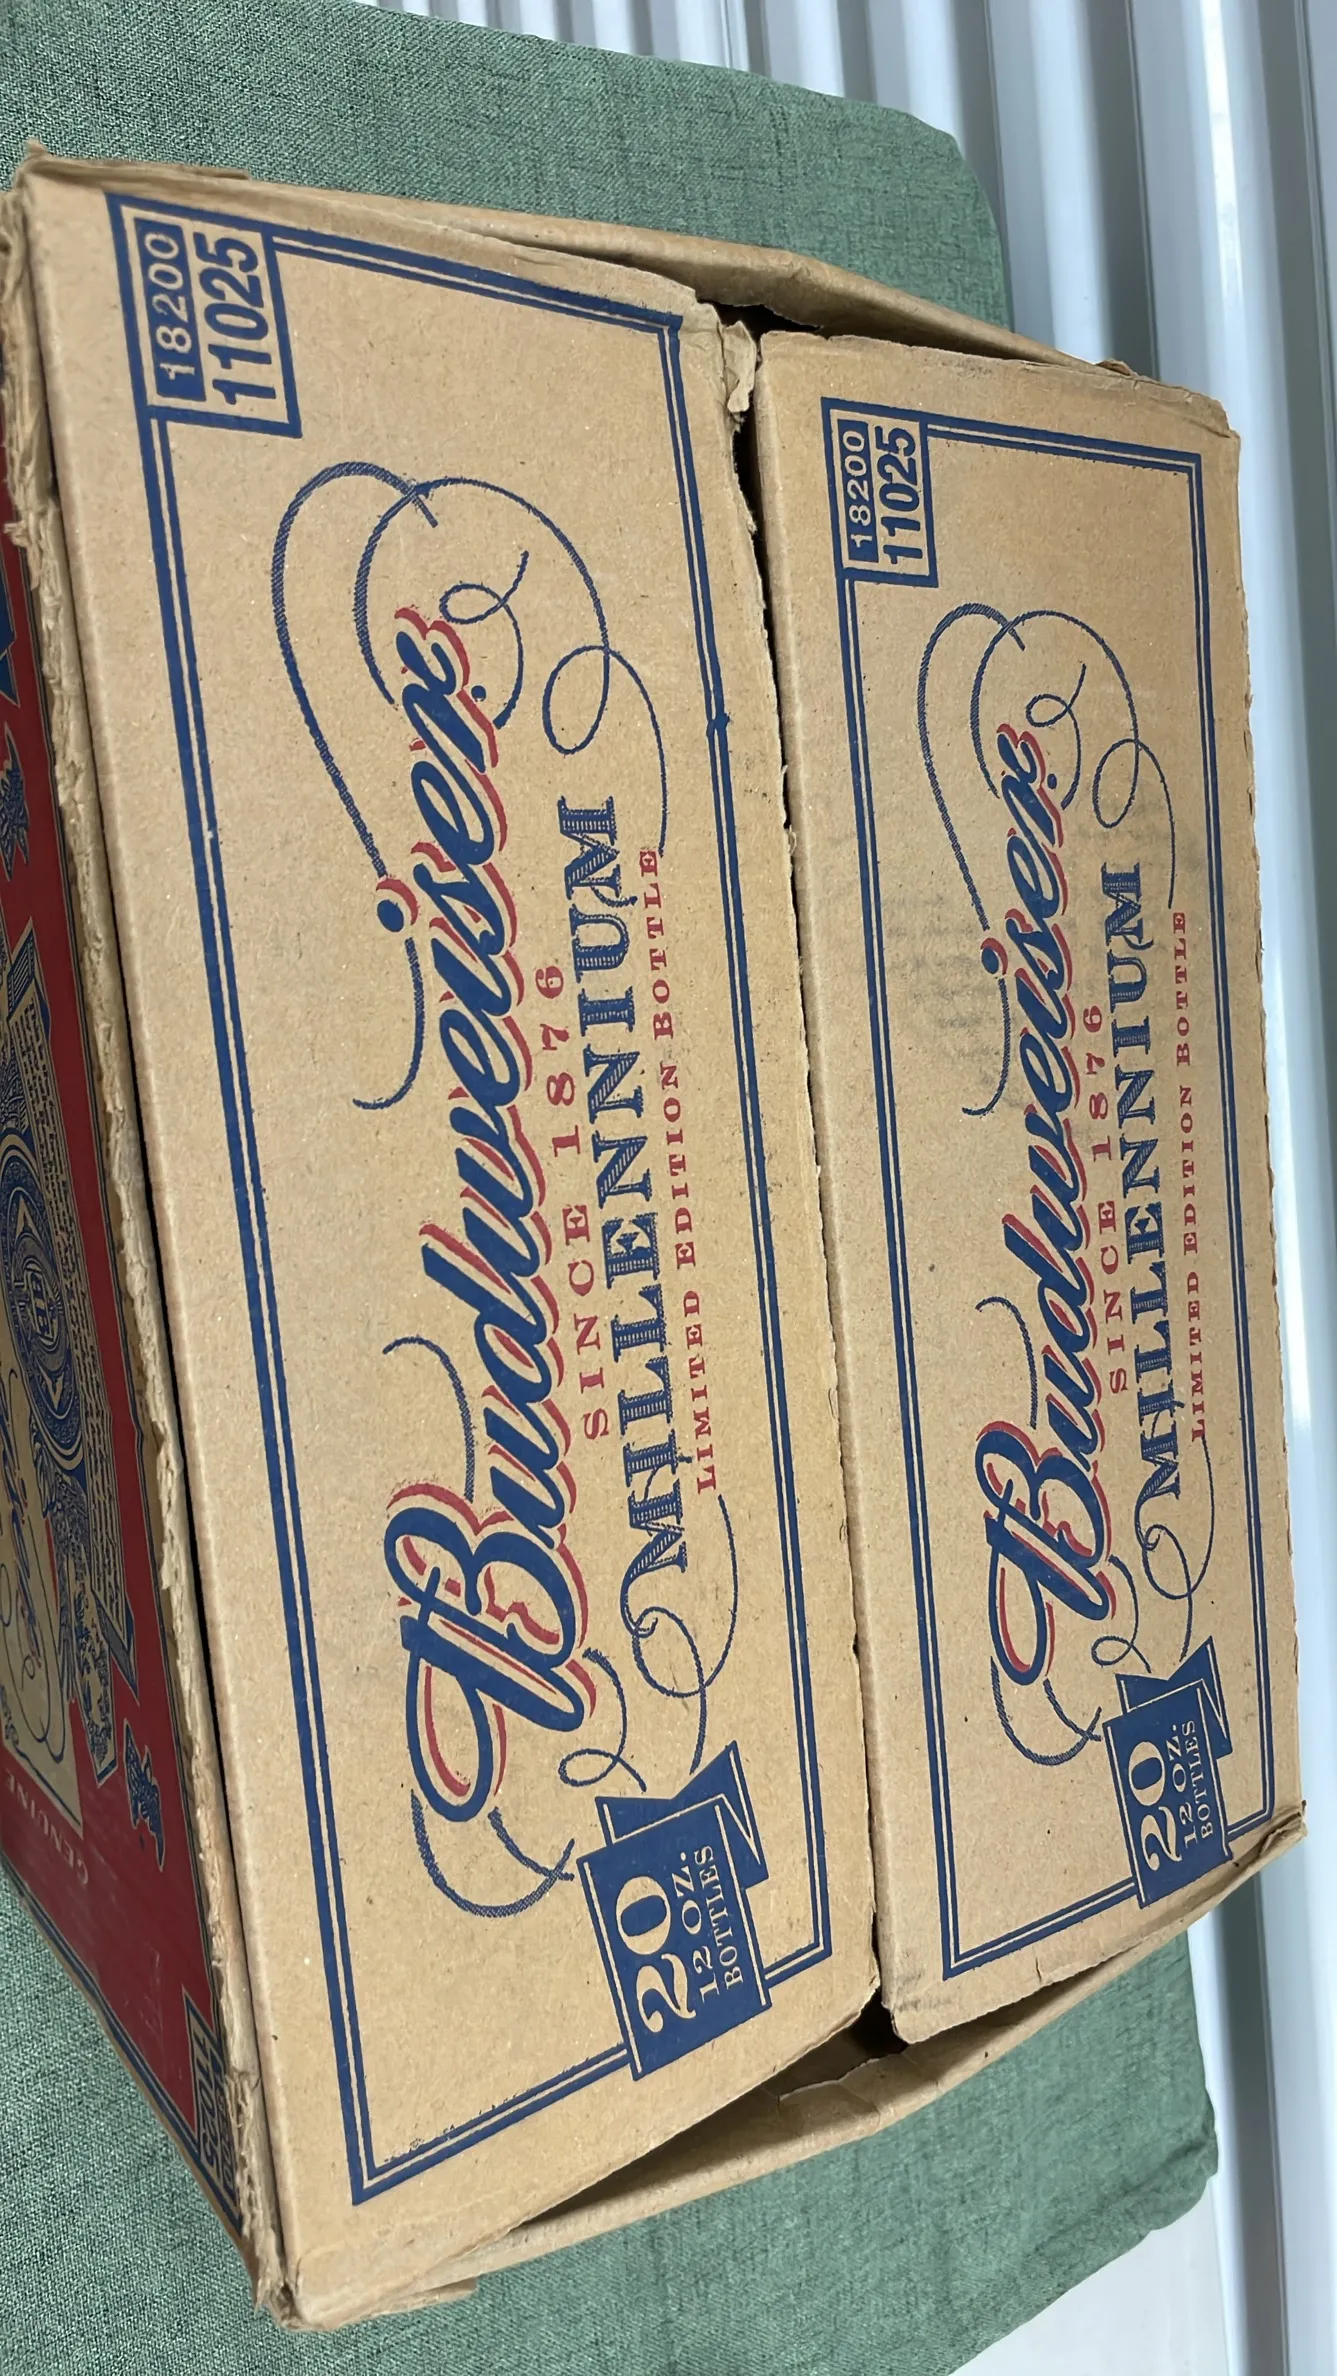 18200
11025
Budweiser.
SINCE 1876
MILLENNIUM
LIMITED EDITION BOTTLE
20
12 OZ.
BOTTLES
18200
11025
Budweiser.
SINCE 1876
MILLENNIUM
LIMITED EDITION BOTTLE
20
12 OZ.
BOTTLES
GENUINE